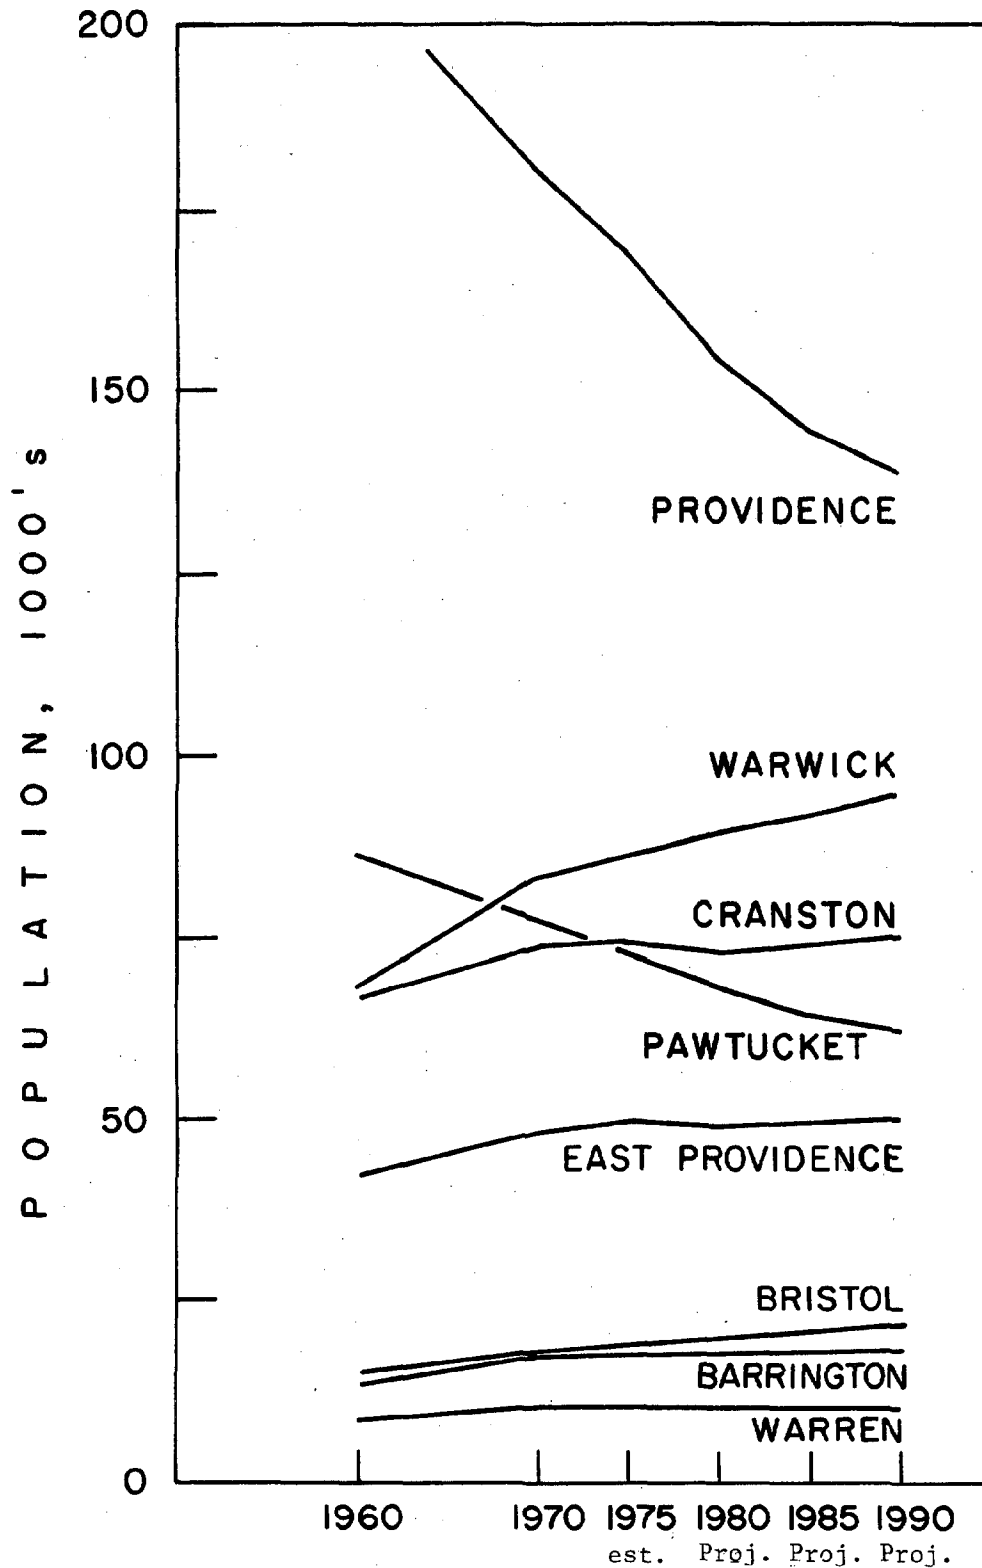 200
150
100
50
0
POPULATION, 1000's
PROVIDENCE
WARWICK
CRANSTON
PAWTUCKET
EAST PROVIDENCE
BRISTOL
BARRINGTON
WARREN
1960 1970 1975 1980 1985 1990
est. Proj. Proj. Proj.